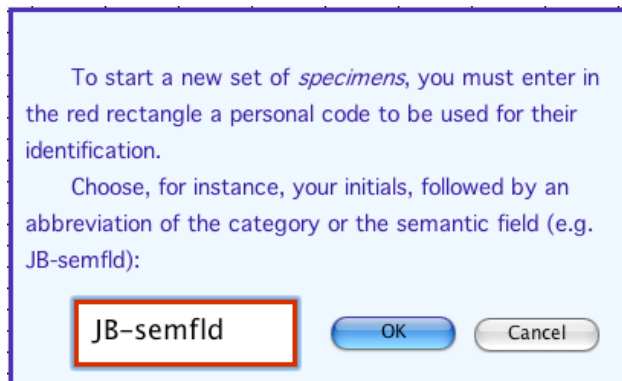 To start a new set of specimens, you must enter in
the red rectangle a personal code to be used for their
identification.
Choose, for instance, your initials, followed by an
abbreviation of the category or the semantic field (e.g.
JB-semfld):
JB-semfld
OK
Cancel